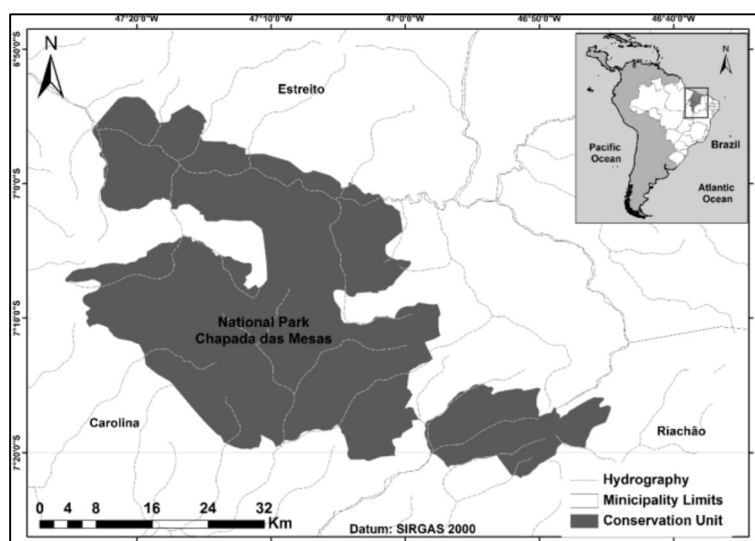 47°20'0"W
47°10'0"W
47°0'0"W
46°50'0"W
46°40'0"W
6°50'0"S
7°0'0"S
7°10'0"S
7°20'0"S
N
Estreito
National Park
Chapada das Mesas
Carolina
Riachão
N
Pacific
Ocean
Brazil
Atlantic
Ocean
Hydrography
Minicipality Limits
Conservation Unit
0 4 8 16 24 32
Km
Datum: SIRGAS 2000